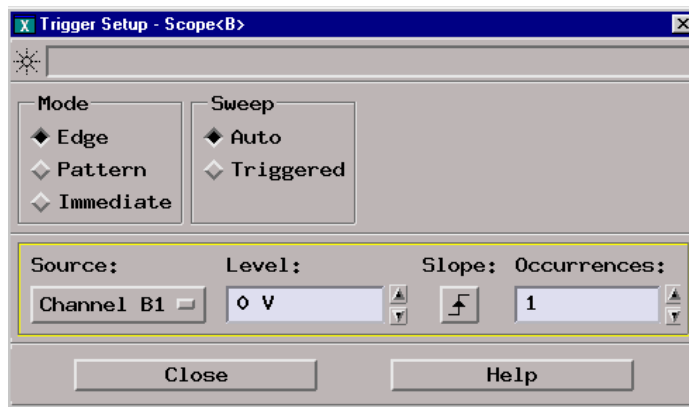 Trigger Setup - Scope<B>
Mode
Edge
Pattern
Immediate
Sweep
Auto
Triggered
Source: Level: Slope: Occurrences:
Channel B1 0 V 1
Close Help